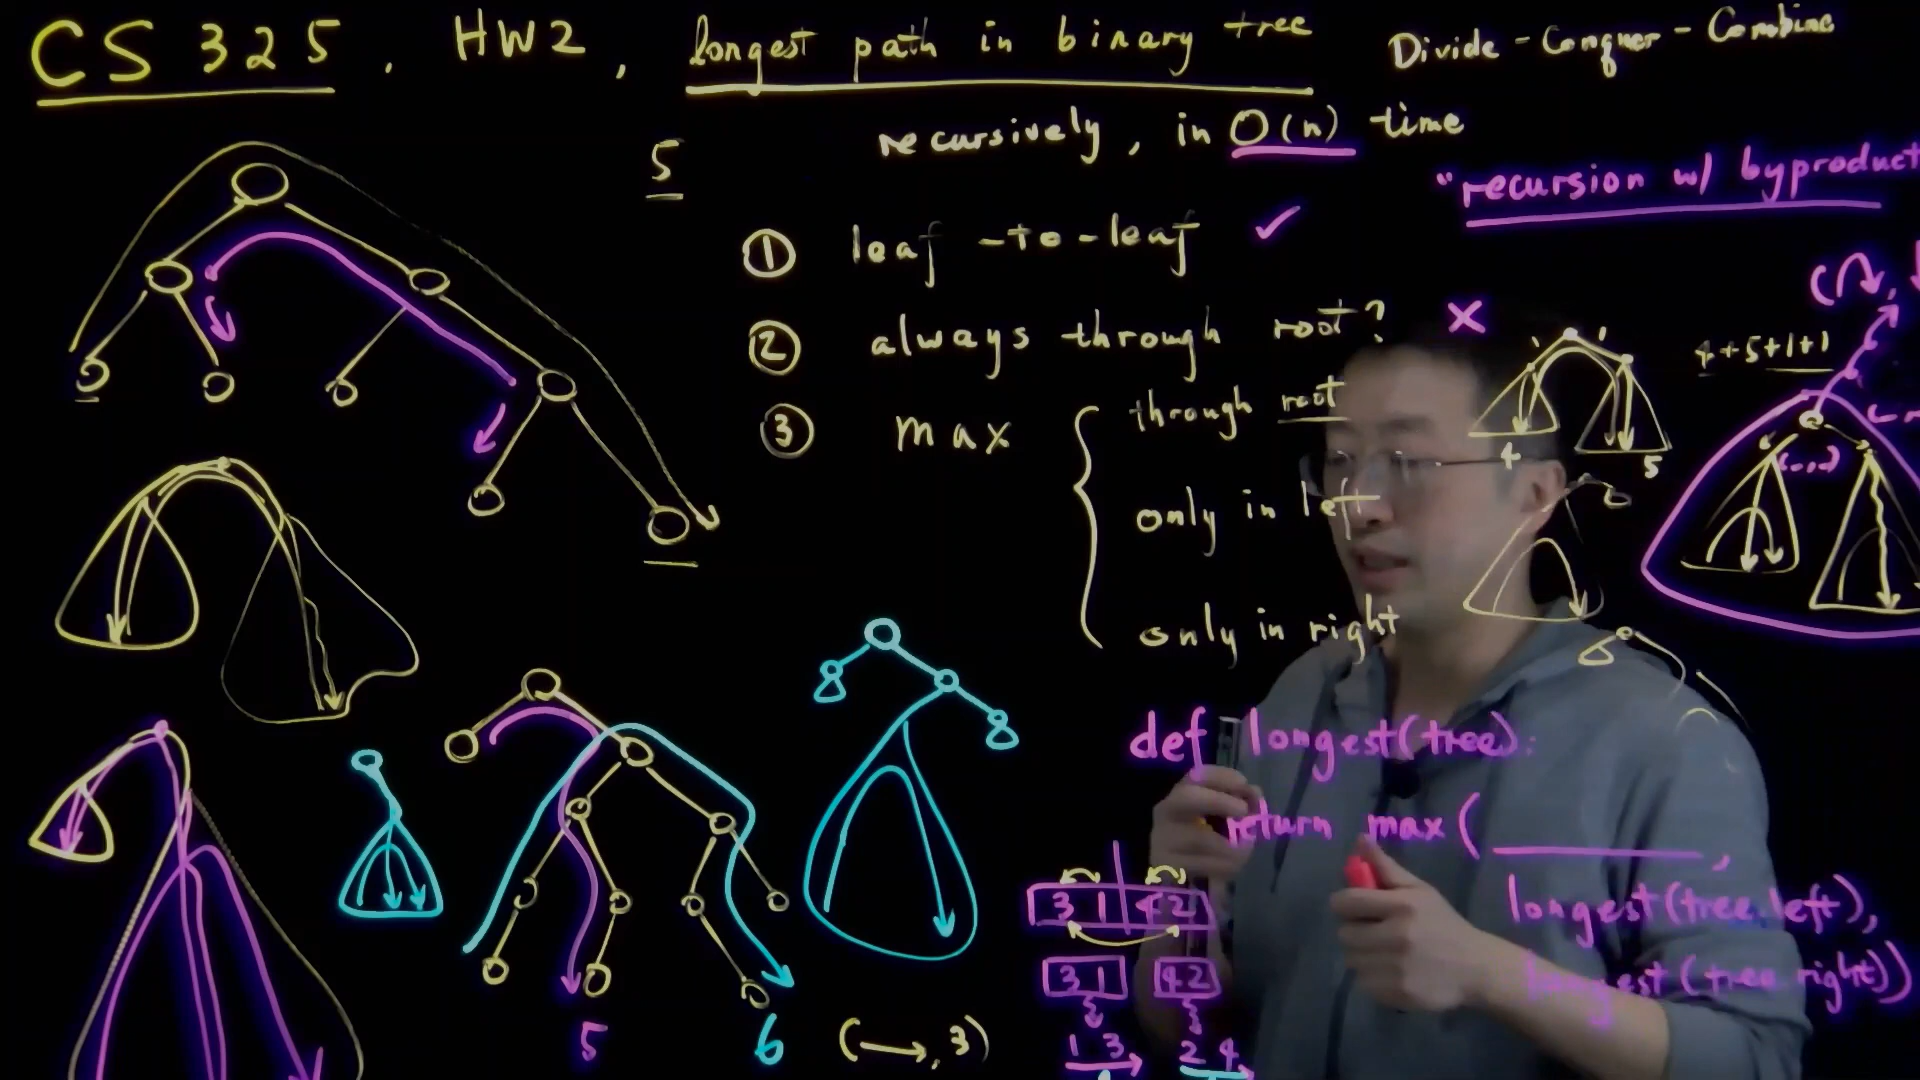 CS 325, HW2, longest path in binary tree
Divide - Conquer - Combine
recursively, in O(n) time
"recursion w/ byproduct
5
① leaf-to-leaf ✓
② always through root? X
③ max { through root
only in left
only in right
4+5+1+1
4 5
def longest(tree):
return max( ______,
longest(tree.left),
longest(tree.right))
3 1 4 2
3 1 4 2
1 3 2 4
5
6
(→, 3)